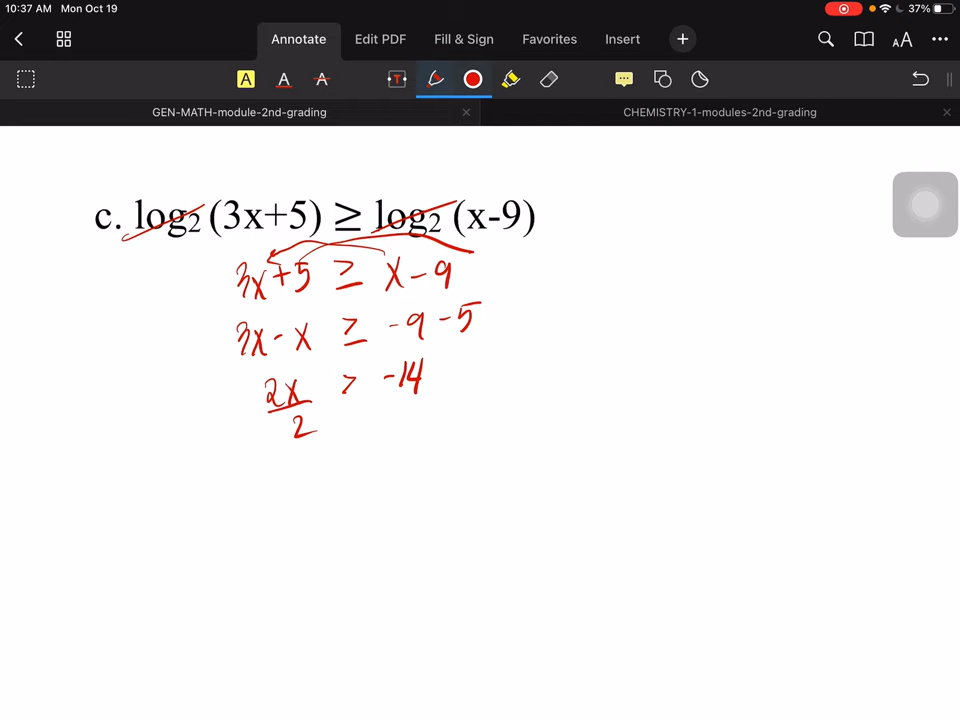 10:37 AM Mon Oct 19
37%
Annotate Edit PDF Fill & Sign Favorites Insert
A A A T AA
GEN-MATH-module-2nd-grading CHEMISTRY-1-modules-2nd-grading
c. log₂ (3x+5) ≥ log₂ (x-9)
3x + 5 ≥ x - 9
3x - x ≥ -9 - 5
2x > -14
2